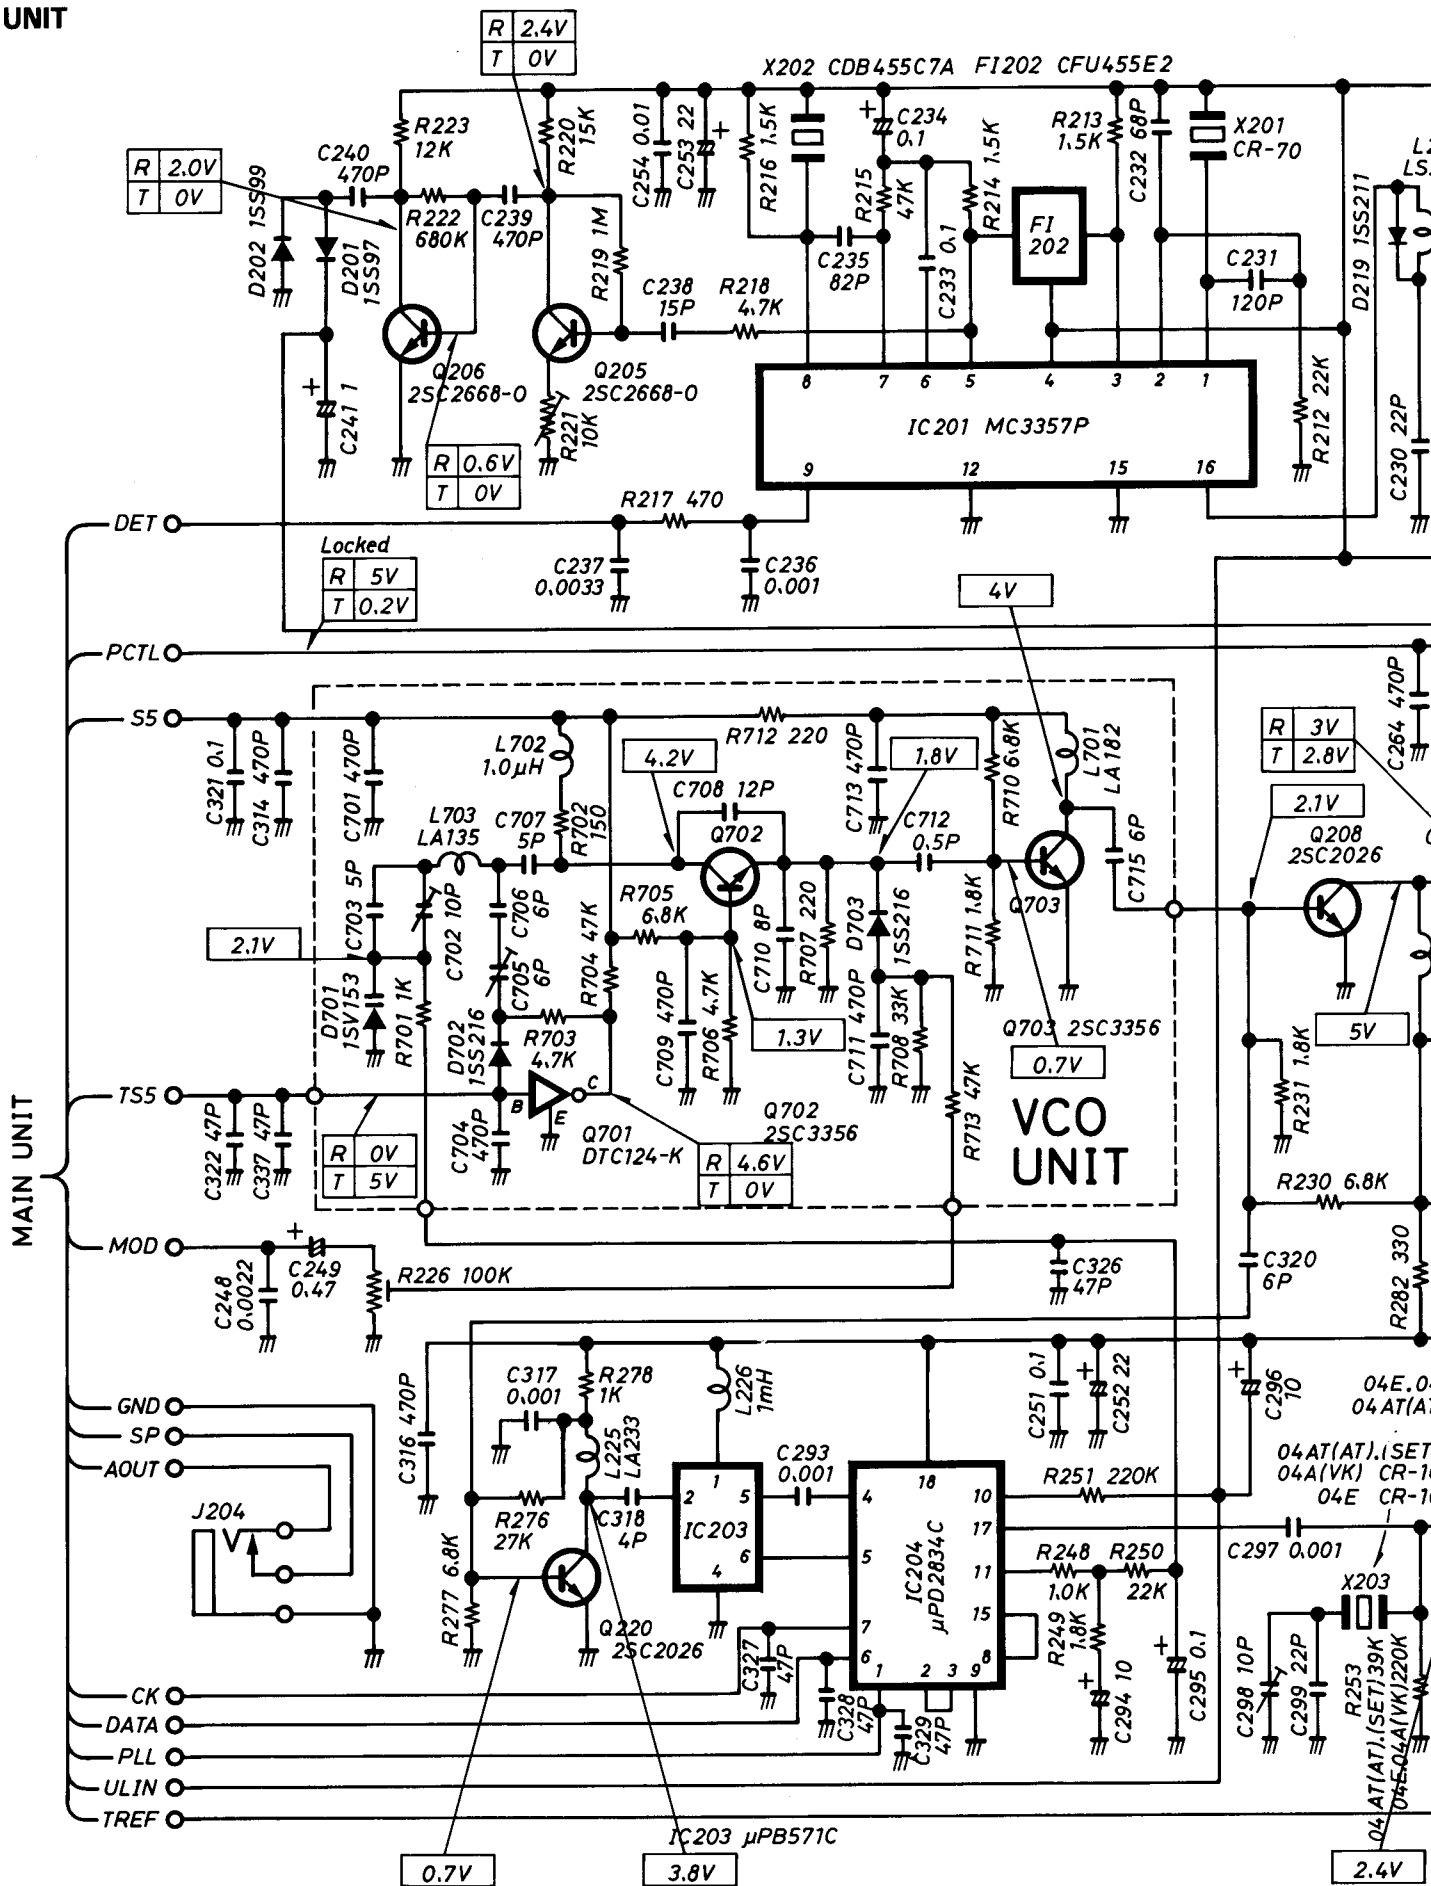 UNIT
R 2.4V
T 0V
X202 CDB455C7A FI202 CFU455E2
R223
12K
R220
15K
C254 0.01
C253 22
+
R216 1.5K
+
C234
0.1
R213
1.5K
C232 68P
X201
CR-70
R 2.0V
T 0V
C240
470P
D202 1SS99
D201
1SS97
R222
680K
C239
470P
R219 1M
C238
15P
R218
4.7K
C235
82P
R215
47K
C233 0.1
R214 1.5K
FI
202
C231
120P
D219 1SS211
+
C241 1
Q206
2SC2668-O
Q205
2SC2668-O
R221
10K
R 0.6V
T 0V
8 7 6 5 4 3 2 1
IC201 MC3357P
9 12 15 16
R212 22K
C230 22P
DET
R217 470
C237
0.0033
C236
0.001
Locked
R 5V
T 0.2V
4V
PCTL
C264 470P
S5
C321 0.1
C314 470P
C701 470P
L702
1.0μH
R712 220
4.2V
C713 470P
1.8V
R710 6.8K
L701
LA182
R 3V
T 2.8V
2.1V
L703
LA135
C707
5P
R702
150
C708 12P
Q702
C712
0.5P
Q703
C715 6P
Q208
2SC2026
C703 5P
C702 10P
C706
6P
C705
6P
R705
6.8K
R704 47K
2.1V
C710 8P
R707 220
D703
1SS216
R711 1.8K
D701
1SV153
R701 1K
D702
1SS216
R703
4.7K
C709 470P
R706 4.7K
1.3V
C711 470P
R708 33K
Q703 2SC3356
0.7V
5V
R231 1.8K
TS5
C322 47P
C337 47P
R 0V
T 5V
C704
470P
B C
E
Q701
DTC124-K
Q702
2SC3356
R 4.6V
T 0V
R713 47K
VCO
UNIT
MAIN UNIT
R230 6.8K
MOD
C248
0.0022
+
C249
0.47
R226 100K
C326
47P
C320
6P
R282 330
C316 470P
C317
0.001
R278
1K
L225
LA233
L226
1mH
C251 0.1
+
C252 22
+
C296
10
GND
SP
AOUT
J204
R276
27K
C318
4P
R277 6.8K
Q220
2SC2026
1
2 5
IC203
6
4
C293
0.001
18
4 10
17
5 11
15
7
6 8
1 2 3 9
IC204
μPD2834C
R251 220K
C297 0.001
R248
1.0K
R250
22K
R249
1.8K
+
C294 10
+
C295 0.1
X203
C298 10P
C299 22P
R253
C327
47P
C328
47P
C329
47P
CK
DATA
PLL
ULIN
TREF
IC203 μPB571C
0.7V
3.8V
2.4V